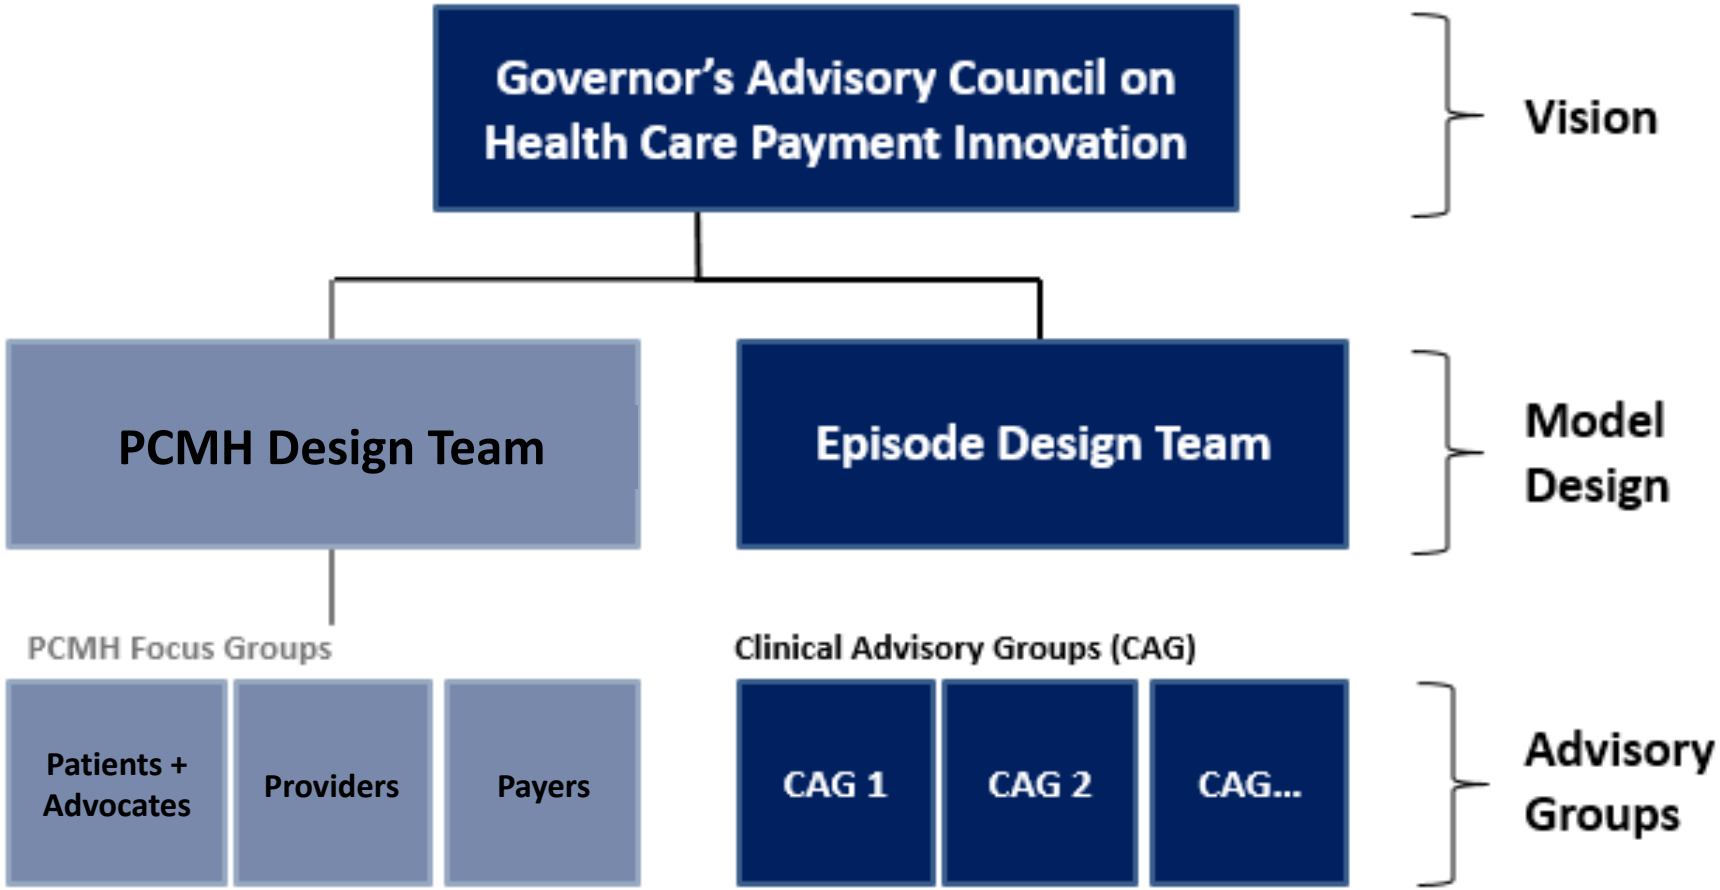 Governor’s Advisory Council on
Health Care Payment Innovation
Vision
PCMH Design Team
Episode Design Team
Model
Design
PCMH Focus Groups
Clinical Advisory Groups (CAG)
Patients +
Advocates
Providers
Payers
CAG 1
CAG 2
CAG...
Advisory
Groups